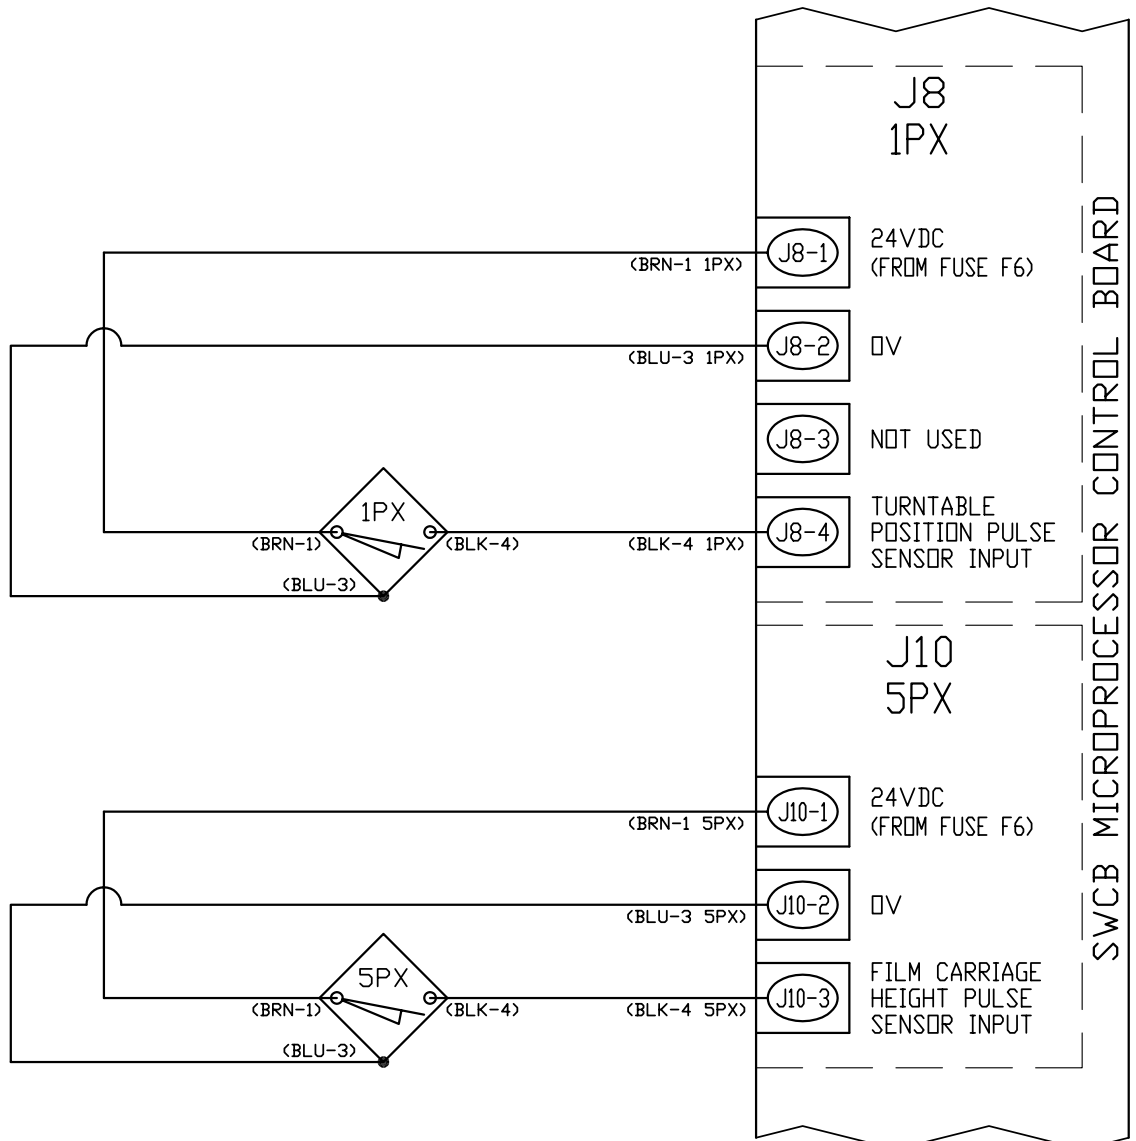 J8
1PX
J8-1
24VDC
(FROM FUSE F6)
(BRN-1 1PX)
J8-2
0V
(BLU-3 1PX)
J8-3
NOT USED
1PX
(BRN-1)
(BLK-4)
(BLU-3)
(BLK-4 1PX)
J8-4
TURNTABLE
POSITION PULSE
SENSOR INPUT
J10
5PX
J10-1
24VDC
(FROM FUSE F6)
(BRN-1 5PX)
J10-2
0V
(BLU-3 5PX)
5PX
(BRN-1)
(BLK-4)
(BLU-3)
(BLK-4 5PX)
J10-3
FILM CARRIAGE
HEIGHT PULSE
SENSOR INPUT
SWCB MICROPROCESSOR CONTROL BOARD